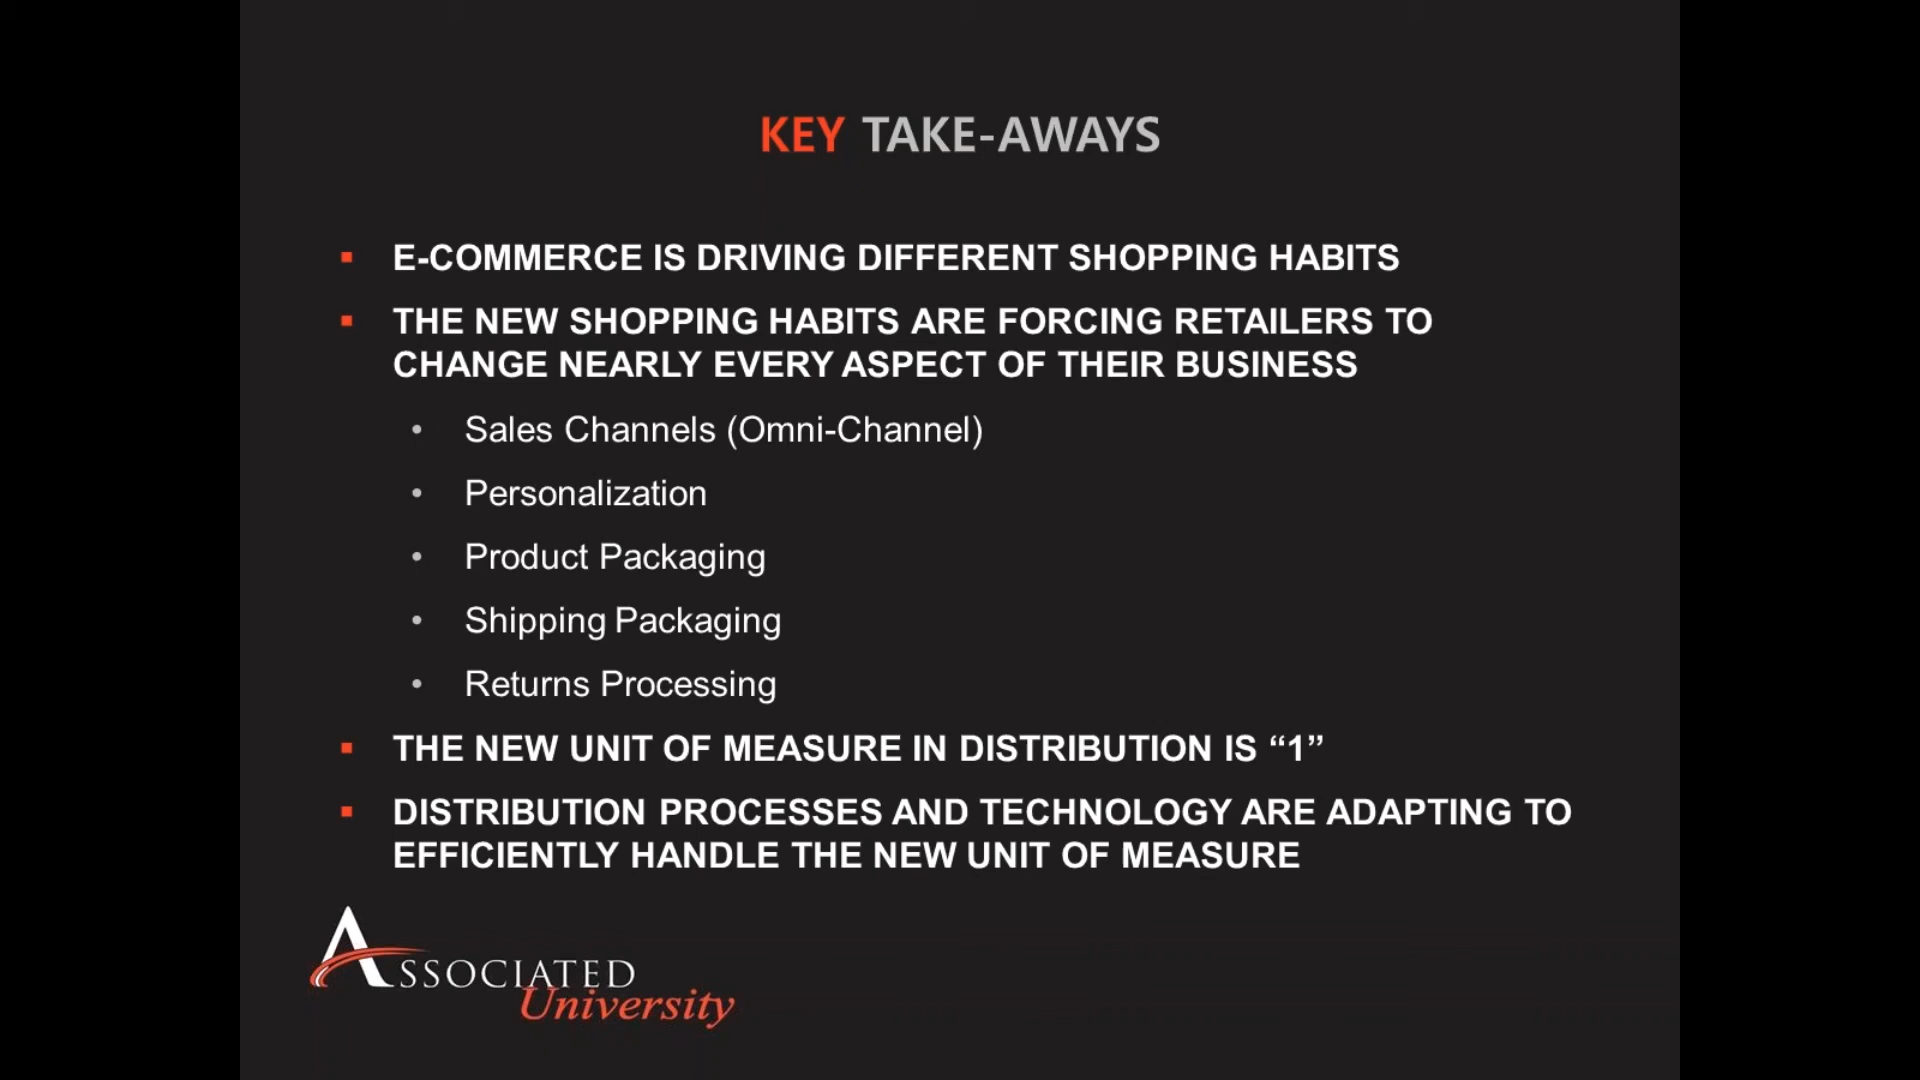 KEY TAKE-AWAYS
▪ E-COMMERCE IS DRIVING DIFFERENT SHOPPING HABITS
▪ THE NEW SHOPPING HABITS ARE FORCING RETAILERS TO
CHANGE NEARLY EVERY ASPECT OF THEIR BUSINESS
• Sales Channels (Omni-Channel)
• Personalization
• Product Packaging
• Shipping Packaging
• Returns Processing
▪ THE NEW UNIT OF MEASURE IN DISTRIBUTION IS “1”
▪ DISTRIBUTION PROCESSES AND TECHNOLOGY ARE ADAPTING TO
EFFICIENTLY HANDLE THE NEW UNIT OF MEASURE
ASSOCIATED
University